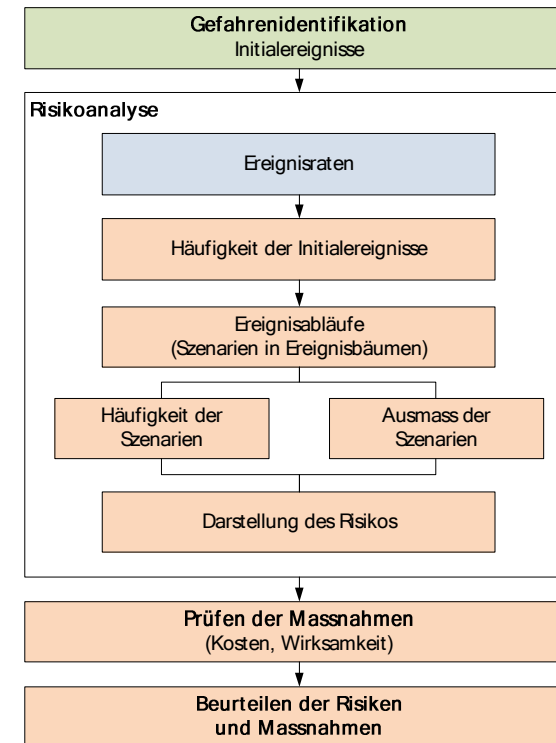 Gefahrenidentifikation
Initialereignisse
Risikoanalyse
Ereignisraten
Häufigkeit der Initialereignisse
Ereignisabläufe
(Szenarien in Ereignisbäumen)
Häufigkeit der
Szenarien
Ausmass der
Szenarien
Darstellung des Risikos
Prüfen der Massnahmen
(Kosten, Wirksamkeit)
Beurteilen der Risiken
und Massnahmen